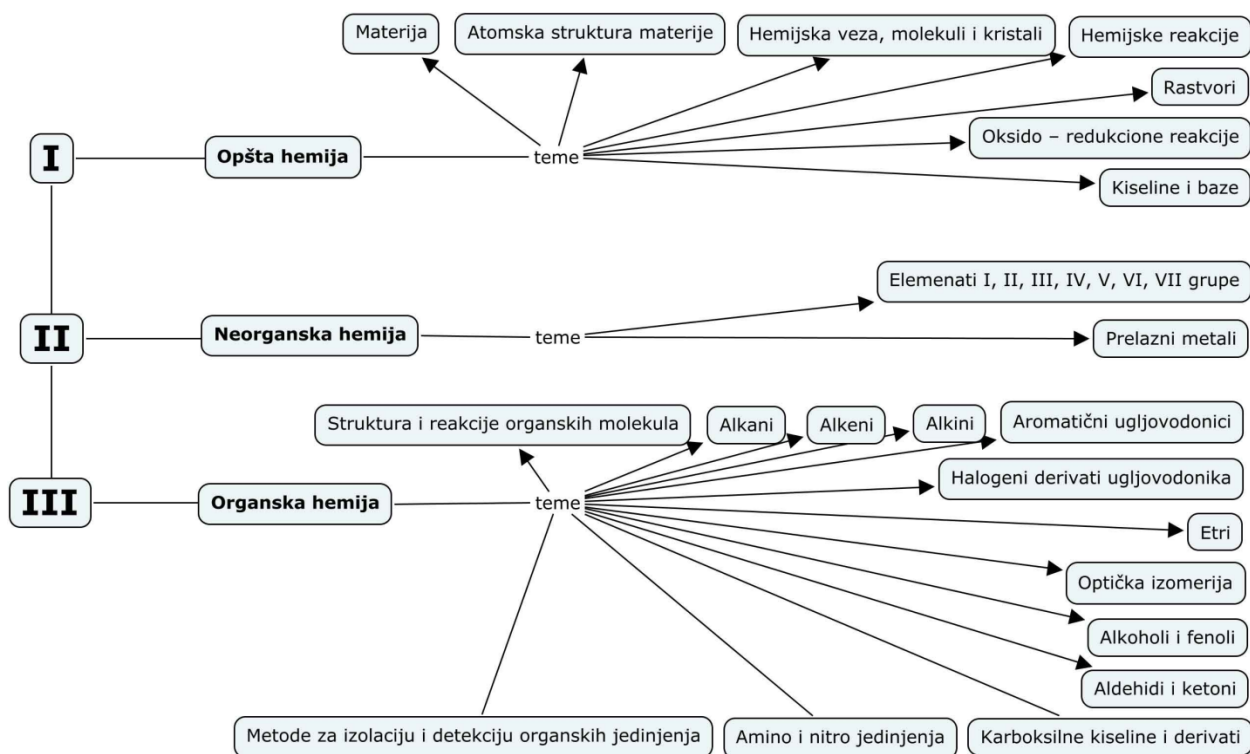 Materija
Atomska struktura materije
Hemijska veza, molekuli i kristali
Hemijske reakcije
Rastvori
I
Opšta hemija
teme
Oksido – redukcione reakcije
Kiseline i baze
Elemenati I, II, III, IV, V, VI, VII grupe
II
Neorganska hemija
teme
Prelazni metali
Struktura i reakcije organskih molekula
Alkani
Alkeni
Alkini
Aromatični ugljovodonici
Halogeni derivati ugljovodonika
III
Organska hemija
teme
Etri
Optička izomerija
Alkoholi i fenoli
Aldehidi i ketoni
Metode za izolaciju i detekciju organskih jedinjenja
Amino i nitro jedinjenja
Karboksilne kiseline i derivati